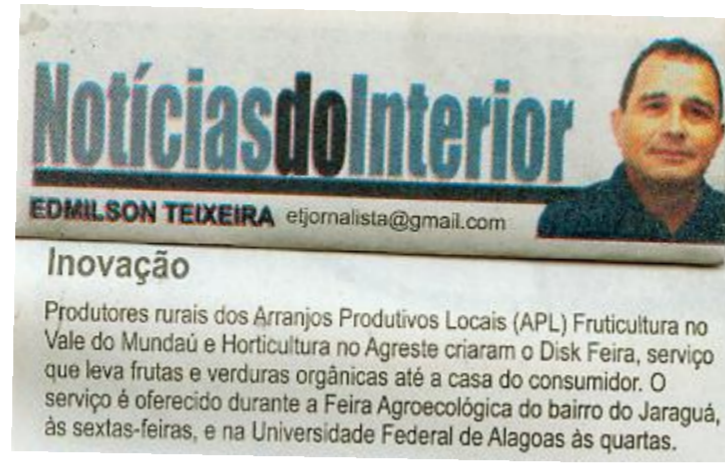 NotíciasdoInterior
EDMILSON TEIXEIRA etjornalista@gmail.com
Inovação
Produtores rurais dos Arranjos Produtivos Locais (APL) Fruticultura no
Vale do Mundaú e Horticultura no Agreste criaram o Disk Feira, serviço
que leva frutas e verduras orgânicas até a casa do consumidor. O
serviço é oferecido durante a Feira Agroecológica do bairro do Jaraguá,
às sextas-feiras, e na Universidade Federal de Alagoas às quartas.